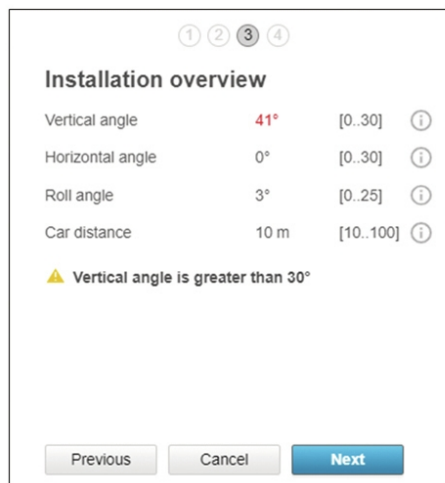 1 2 3 4
Installation overview
Vertical angle 41° [0..30]
Horizontal angle 0° [0..30]
Roll angle 3° [0..25]
Car distance 10 m [10..100]
Vertical angle is greater than 30°
Previous Cancel Next